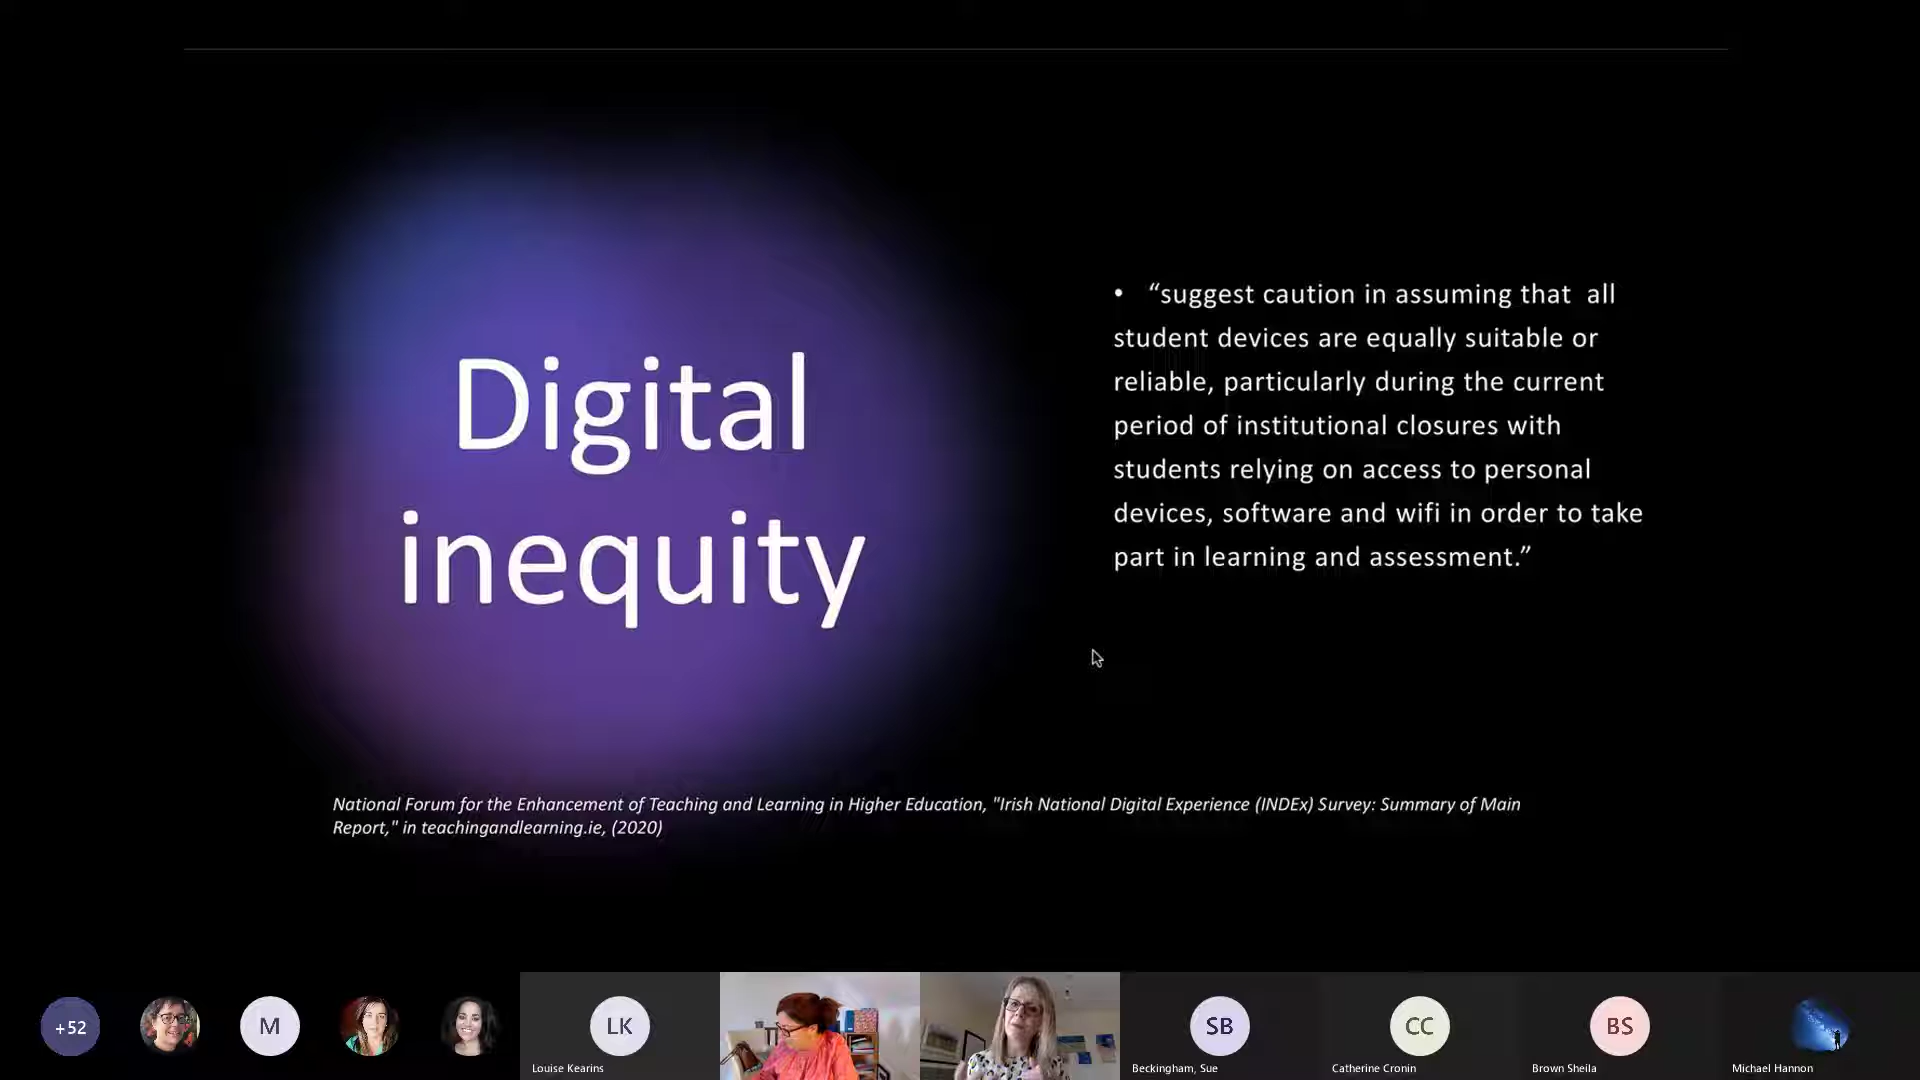 Digital
inequity
• “suggest caution in assuming that all
student devices are equally suitable or
reliable, particularly during the current
period of institutional closures with
students relying on access to personal
devices, software and wifi in order to take
part in learning and assessment.”
National Forum for the Enhancement of Teaching and Learning in Higher Education, "Irish National Digital Experience (INDEx) Survey: Summary of Main
Report," in teachingandlearning.ie, (2020)
+52
M
LK
Louise Kearins
SB
Beckingham, Sue
CC
Catherine Cronin
BS
Brown Sheila
Michael Hannon